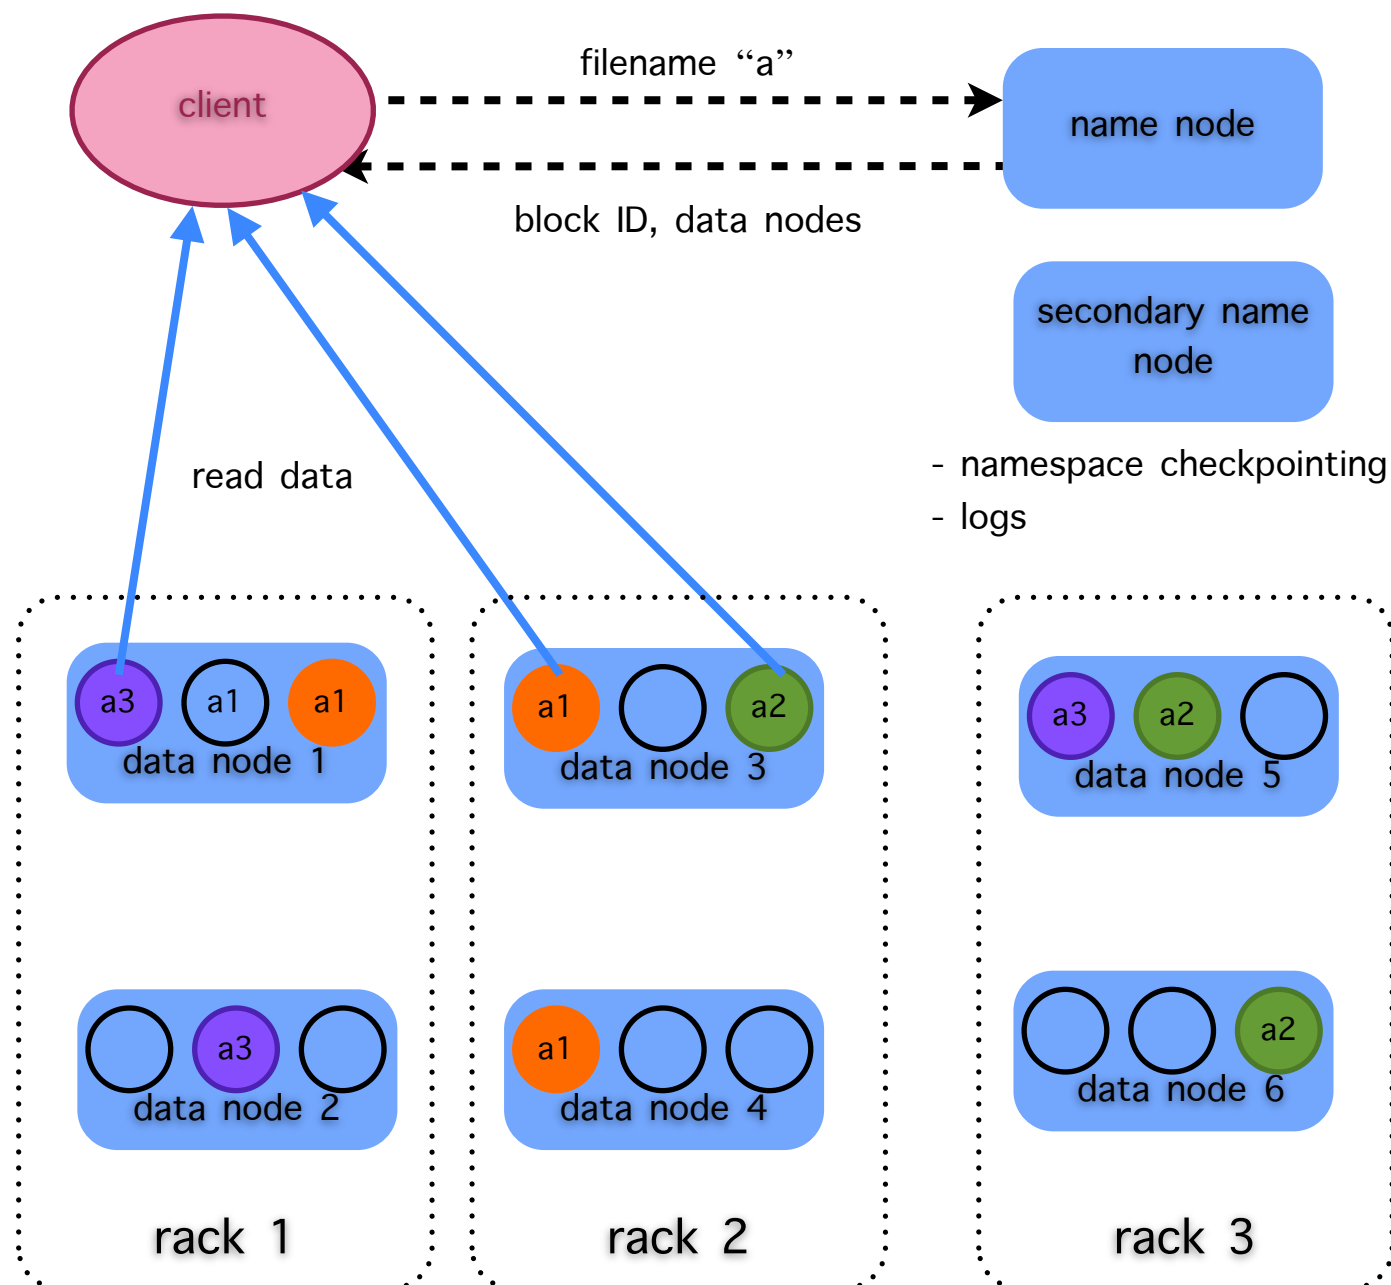 filename “a”
client
name node
block ID, data nodes
secondary name
node
read data
- namespace checkpointing
- logs
a3 a1 a1
data node 1
a1 a2
data node 3
a3 a2
data node 5
a3
data node 2
a1
data node 4
a2
data node 6
rack 1
rack 2
rack 3